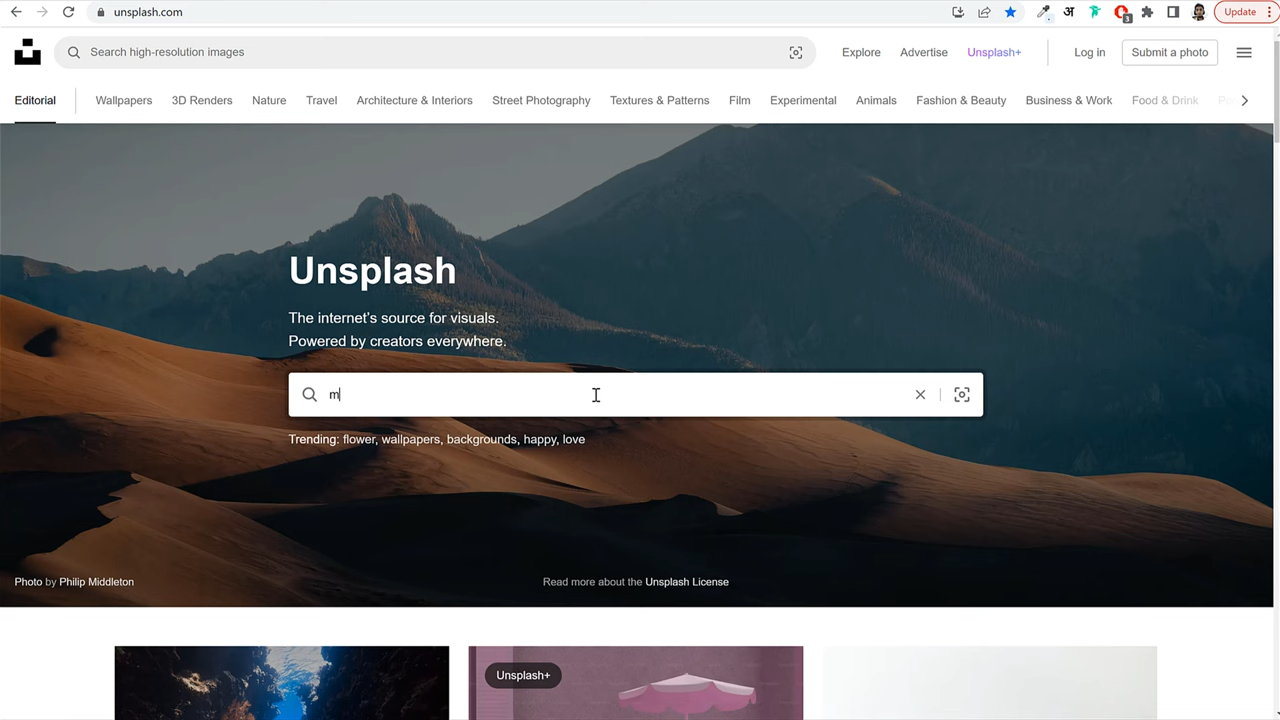 unsplash.com
अ
3
Update
Search high-resolution images
Explore
Advertise
Unsplash+
Log in
Submit a photo
Editorial
Wallpapers
3D Renders
Nature
Travel
Architecture & Interiors
Street Photography
Textures & Patterns
Film
Experimental
Animals
Fashion & Beauty
Business & Work
Food & Drink
Unsplash
The internet's source for visuals.
Powered by creators everywhere.
m
Trending: flower, wallpapers, backgrounds, happy, love
Photo by Philip Middleton
Read more about the Unsplash License
Unsplash+